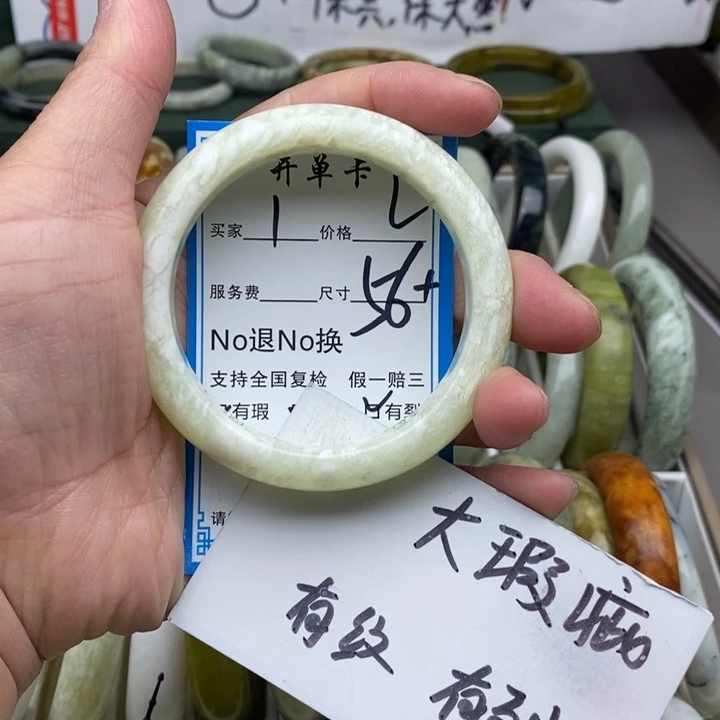 开单卡
买家 1 价格
服务费 尺寸 56+
No退No换
支持全国复检 假一赔三
有瑕 有裂
请
大瑕疵
有纹
有